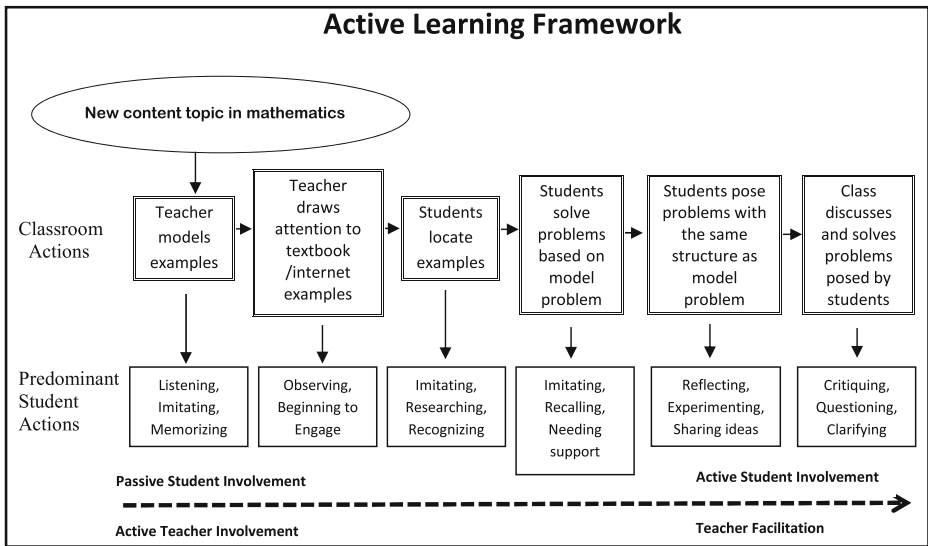 Active Learning Framework
New content topic in mathematics
Classroom
Actions
Teacher
models
examples
Teacher
draws
attention to
textbook
/internet
examples
Students
locate
examples
Students
solve
problems
based on
model
problem
Students pose
problems with
the same
structure as
model
problem
Class
discusses
and solves
problems
posed by
students
Predominant
Student
Actions
Listening,
Imitating,
Memorizing
Observing,
Beginning to
Engage
Imitating,
Researching,
Recognizing
Imitating,
Recalling,
Needing
support
Reflecting,
Experimenting,
Sharing ideas
Critiquing,
Questioning,
Clarifying
Passive Student Involvement
Active Student Involvement
Active Teacher Involvement
Teacher Facilitation